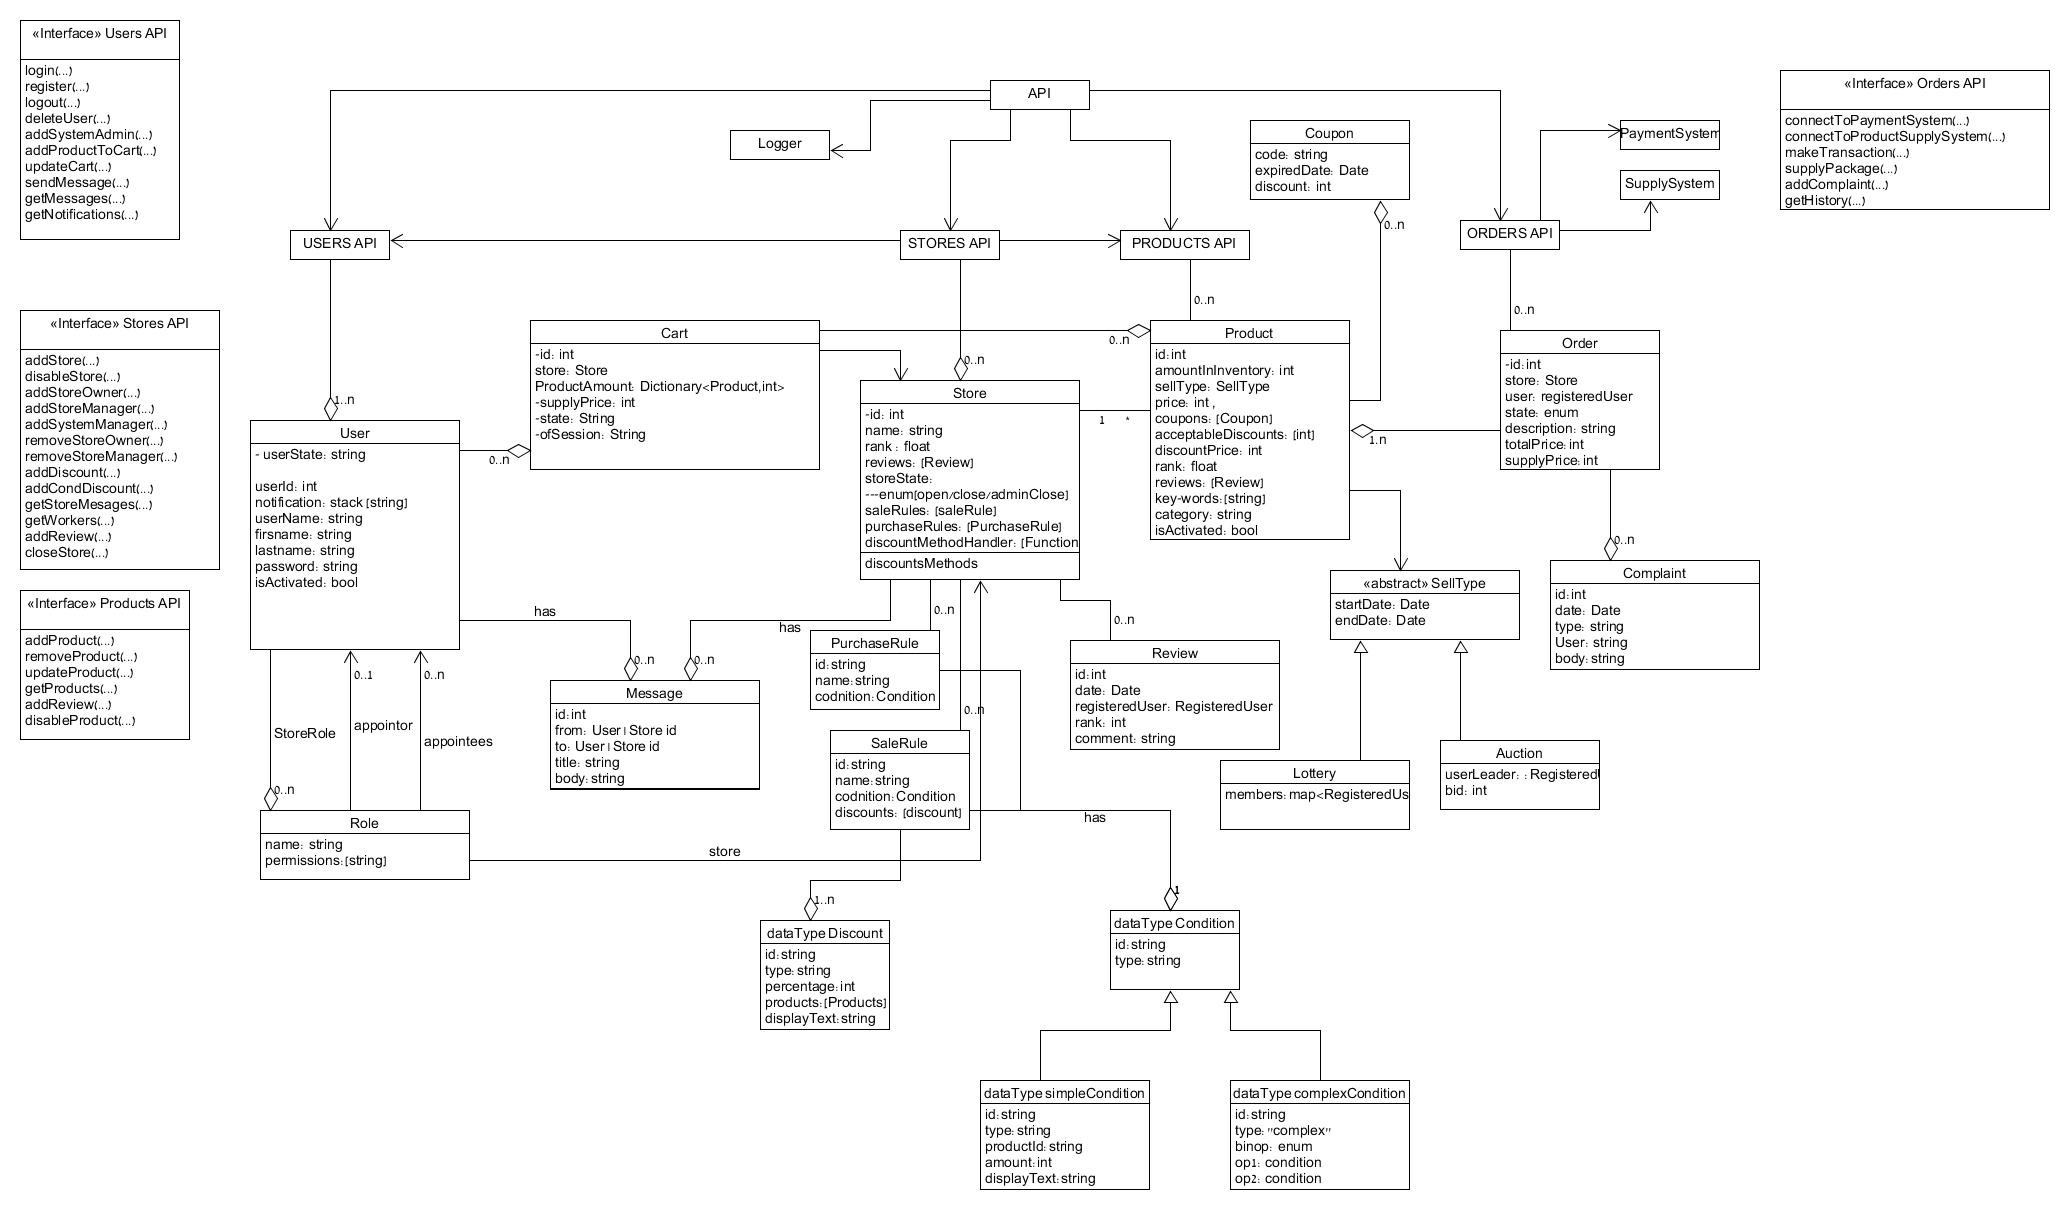 «Interface» Users API
login(...)
register(...)
logout(...)
deleteUser(...)
addSystemAdmin(...)
addProductToCart(...)
updateCart(...)
sendMessage(...)
getMessages(...)
getNotifications(...)
«Interface» Stores API
addStore(...)
disableStore(...)
addStoreOwner(...)
addStoreManager(...)
addSystemManager(...)
removeStoreOwner(...)
removeStoreManager(...)
addDiscount(...)
addCondDiscount(...)
getStoreMesages(...)
getWorkers(...)
addReview(...)
closeStore(...)
«Interface» Products API
addProduct(...)
removeProduct(...)
updateProduct(...)
getProducts(...)
addReview(...)
disableProduct(...)
API
Logger
Coupon
code: string
expiredDate: Date
discount: int
0..n
PaymentSystem
SupplySystem
«Interface» Orders API
connectToPaymentSystem(...)
connectToProductSupplySystem(...)
makeTransaction(...)
supplyPackage(...)
addComplaint(...)
getHistory(...)
USERS API
STORES API
PRODUCTS API
ORDERS API
1..n
0..n
0..n
0..n
User
- userState: string
userId: int
notification: stack [string]
userName: string
firsname: string
lastname: string
password: string
isActivated: bool
0..n
Cart
-id: int
store: Store
ProductAmount: Dictionary<Product,int>
-supplyPrice: int
-state: String
-ofSession: String
0..n
Store
-id: int
name: string
rank : float
reviews: [Review]
storeState:
---enum[open/close/adminClose]
saleRules: [saleRule]
purchaseRules: [PurchaseRule]
discountMethodHandler: [Function
discountsMethods
1
*
Product
id:int
amountInInventory: int
sellType: SellType
price: int ,
coupons: [Coupon]
acceptableDiscounts: [int]
discountPrice: int
rank: float
reviews: [Review]
key-words:[string]
category: string
isActivated: bool
1.n
Order
-id:int
store: Store
user: registeredUser
state: enum
description: string
totalPrice:int
supplyPrice:int
0..n
Complaint
id:int
date: Date
type: string
User: string
body:string
«abstract» SellType
startDate: Date
endDate: Date
Lottery
members:map<RegisteredUs
Auction
userLeader: : Registered
bid: int
has
0..n
has
0..n
Message
id:int
from: User | Store id
to: User | Store id
title: string
body:string
0..n
PurchaseRule
id:string
name:string
codnition:Condition
0..n
SaleRule
id:string
name:string
codnition:Condition
discounts: [discount]
0..n
Review
id:int
date: Date
registeredUser: RegisteredUser
rank: int
comment: string
StoreRole
0..n
0..1
appointor
0..n
appointees
Role
name: string
permissions:[string]
store
has
1
1..n
dataType Discount
id:string
type:string
percentage:int
products:[Products]
displayText:string
dataType Condition
id:string
type:string
dataType simpleCondition
id:string
type:string
productId:string
amount:int
displayText:string
dataType complexCondition
id:string
type:"complex"
binop: enum
op1: condition
op2: condition